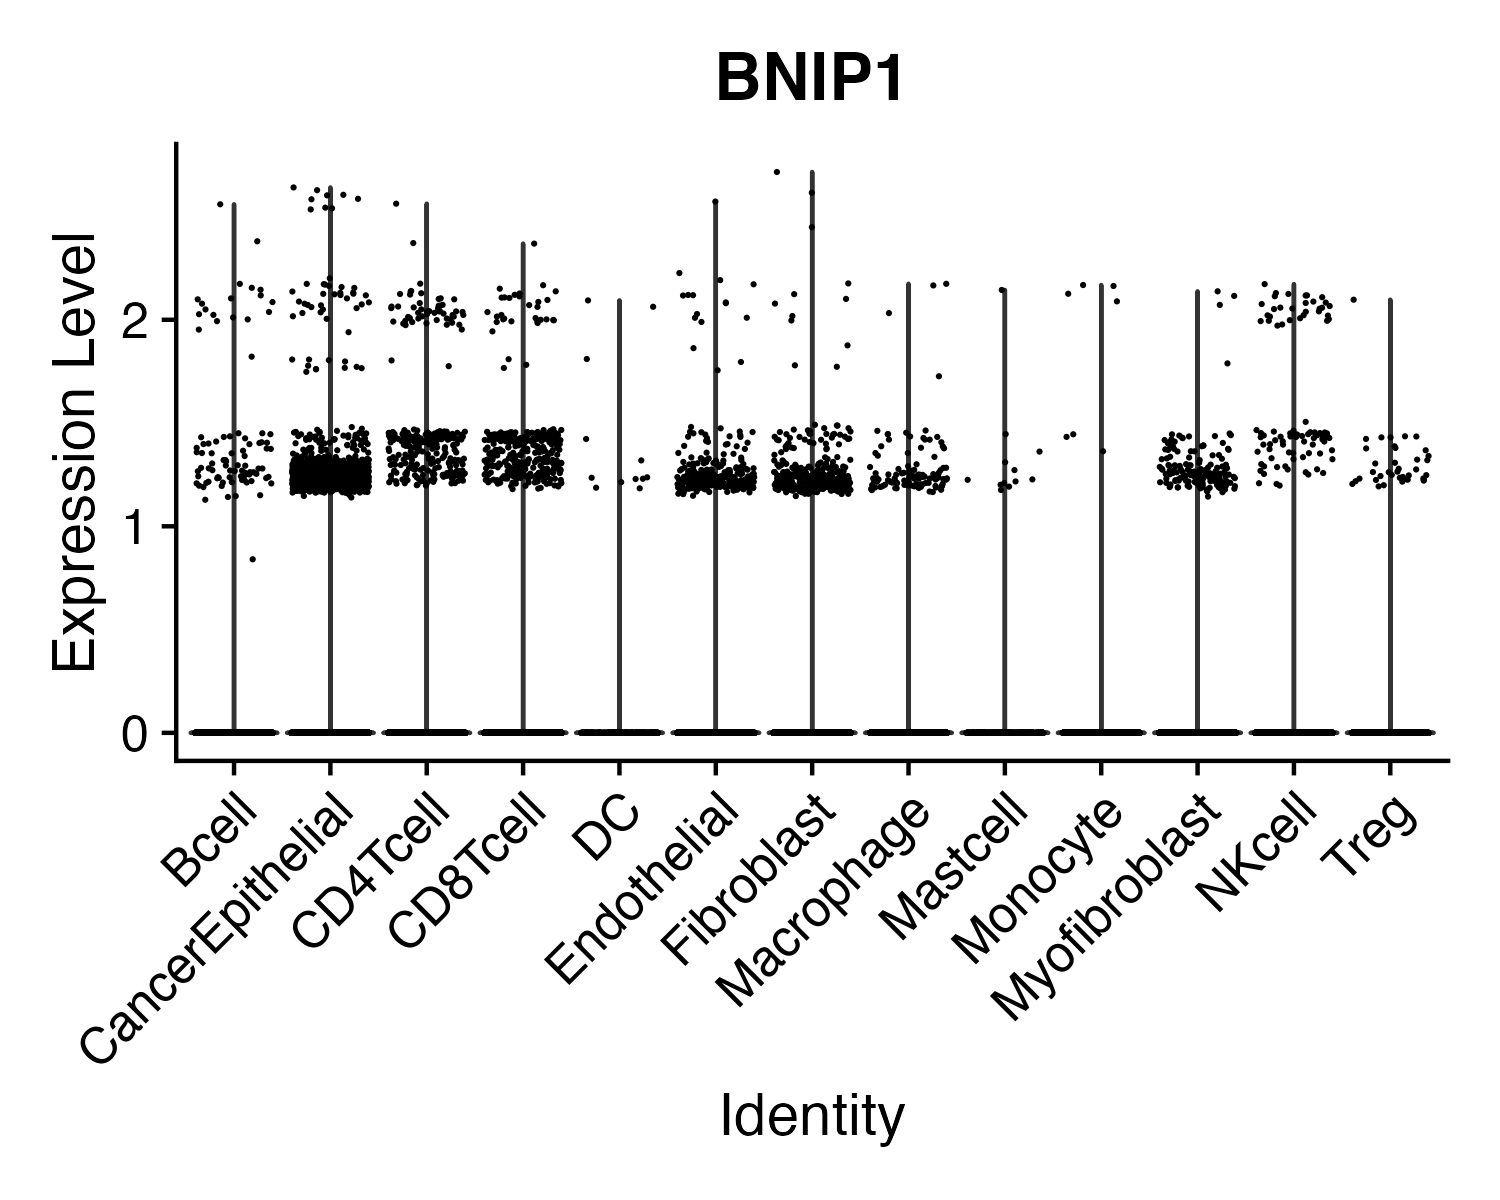 BNIP1
Expression Level
2
1
0
Bcell
CancerEpithelial
CD4Tcell
CD8Tcell
DC
Endothelial
Fibroblast
Macrophage
Mastcell
Monocyte
Myofibroblast
NKcell
Treg
Identity